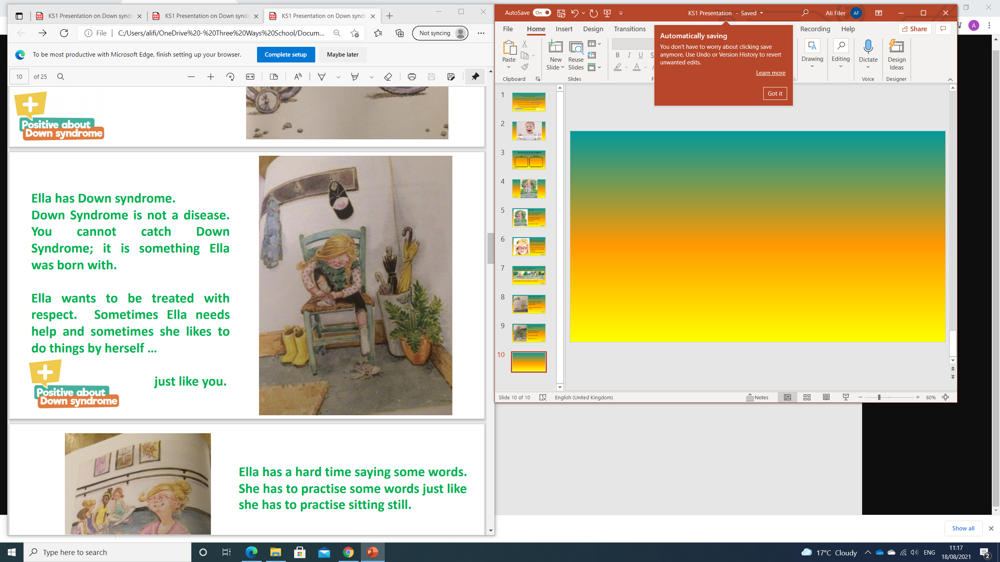 KS1 Presentation on Down syndr
KS1 Presentation on Down syndr
KS1 Presentation on Down syndr
File
C:/Users/alifi/OneDrive%20-%20Three%20Ways%20School/Docum...
Not syncing
To be most productive with Microsoft Edge, finish setting up your browser.
Complete setup
Maybe later
10
of 25
Positive about
Down syndrome
Ella has Down syndrome.
Down Syndrome is not a disease.
You cannot catch Down
Syndrome; it is something Ella
was born with.
Ella wants to be treated with
respect. Sometimes Ella needs
help and sometimes she likes to
do things by herself ...
just like you.
Positive about
Down syndrome
Ella has a hard time saying some words.
She has to practise some words just like
she has to practise sitting still.
AutoSave
On
KS1 Presentation - Saved
Ali Filer
AF
File
Home
Insert
Design
Transitions
Recording
Help
Share
Automatically saving
You don't have to worry about clicking save
anymore. Use Undo or Version History to revert
unwanted edits.
Learn more
Got it
Paste
New
Slide
Reuse
Slides
B
I
U
S
A
Drawing
Editing
Dictate
Design
Ideas
Clipboard
Slides
F
Voice
Designer
1
2
3
4
5
6
7
8
9
10
Slide 10 of 10
English (United Kingdom)
Notes
60%
A
Show all
Type here to search
17°C Cloudy
ENG
11:17
18/08/2021
2